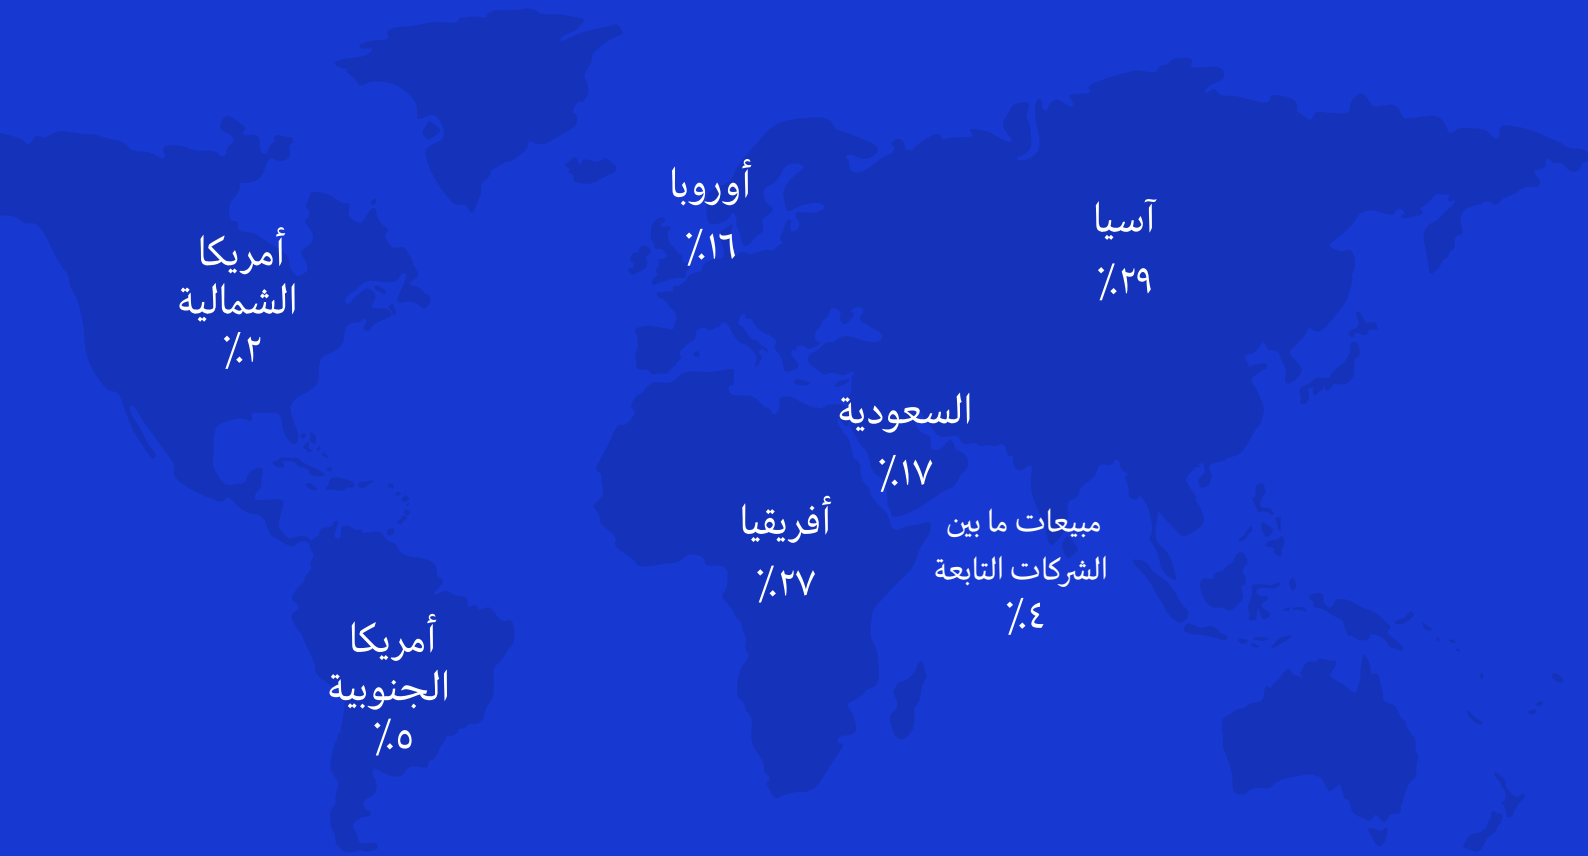 أوروبا
١٦٪
آسيا
٢٩٪
أمريكا
الشمالية
٢٪
السعودية
١٧٪
أفريقيا
٢٧٪
مبيعات ما بين
الشركات التابعة
٤٪
أمريكا
الجنوبية
٥٪